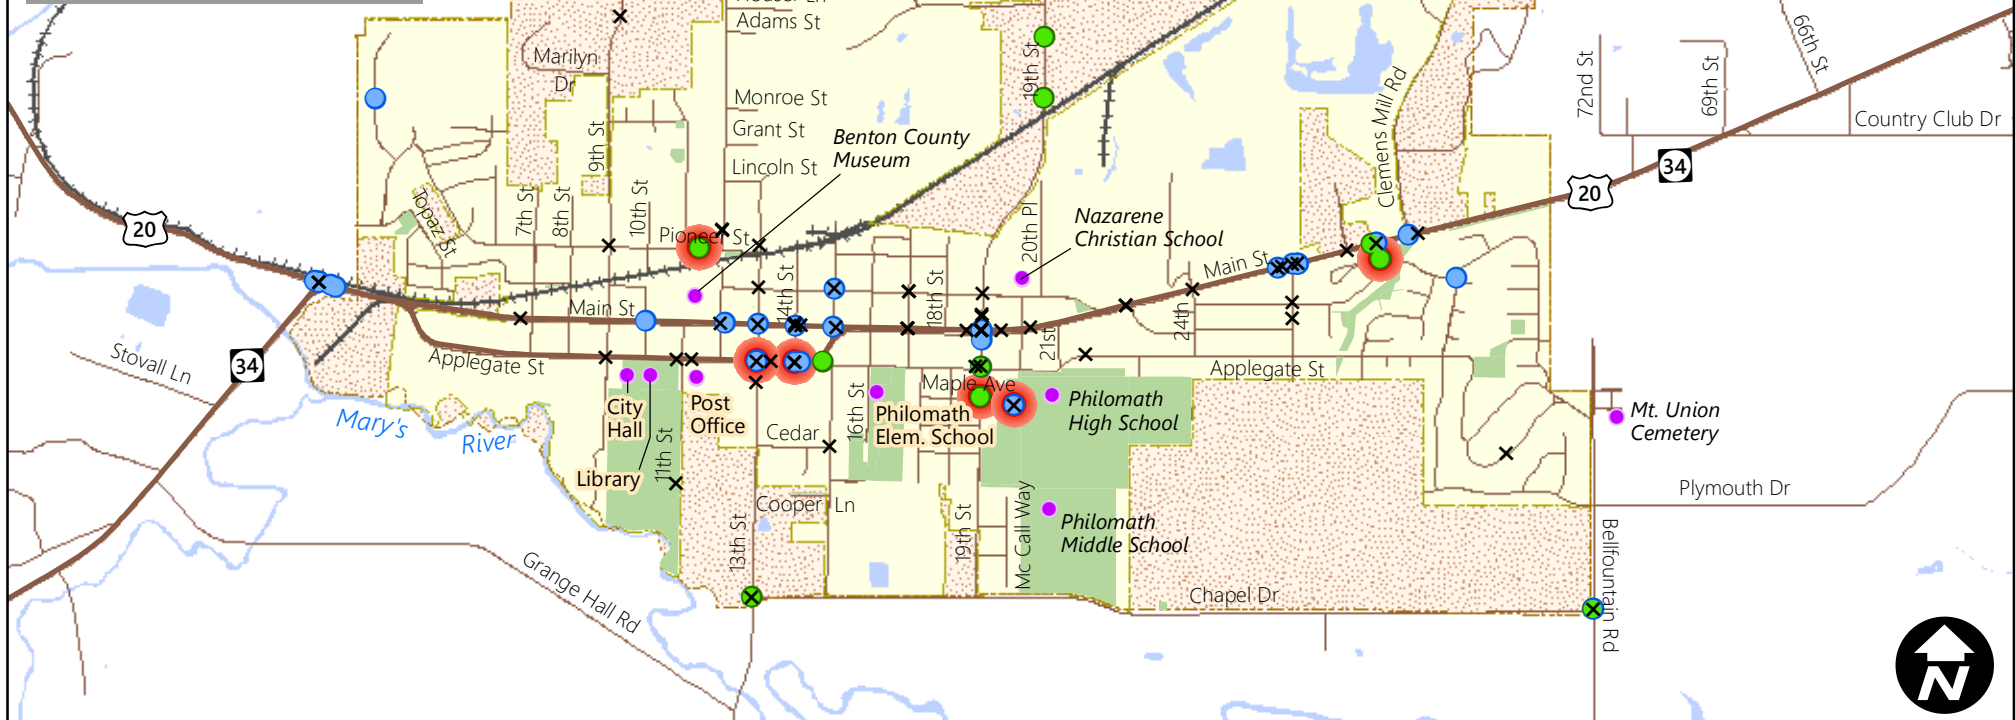 Adams St
Marilyn
Dr
19th St
Monroe St
Grant St
Lincoln St
Benton County
Museum
9th St
7th St
8th St
10th St
Topaz St
Pioneer St
20
Nazarene
Christian School
20th Pl
Clemens Mill Rd
72nd St
69th St
66th St
Country Club Dr
34
20
Main St
14th St
18th St
Main St
24th
21st
Applegate St
Applegate St
Stovall Ln
34
Mary's
River
City
Hall
Post
Office
Library
11th St
Cedar
16th St
Maple Ave
Philomath
Elem. School
Philomath
High School
Mt. Union
Cemetery
Plymouth Dr
Cooper Ln
13th St
19th St
Mc Call Way
Philomath
Middle School
Chapel Dr
Bellfountain Rd
Grange Hall Rd
N